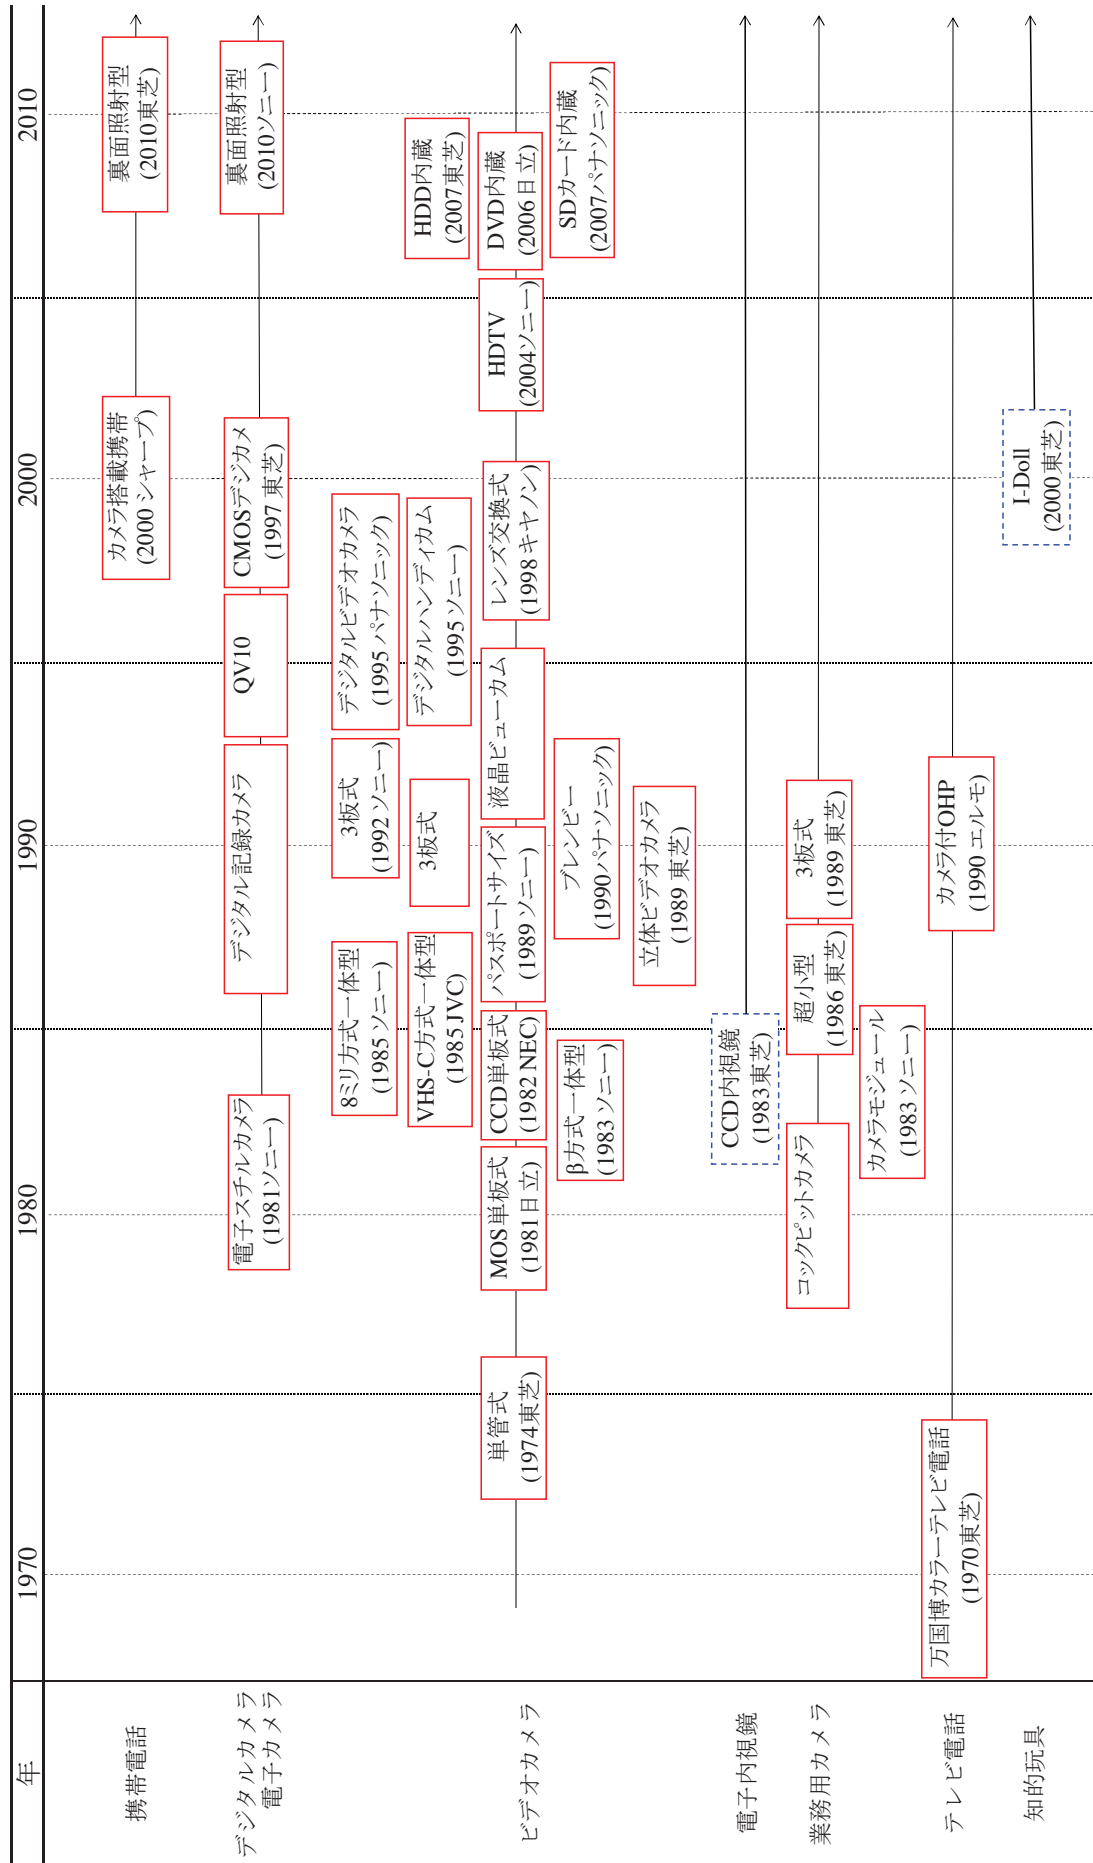 年
1970
1980
1990
2000
2010
携帯電話
カメラ搭載携帯
(2000 シャープ)
裏面照射型
(2010東芝)
デジタルカメラ
電子カメラ
電子スチルカメラ
(1981ソニー)
デジタル記録カメラ
QV10
CMOSデジカメ
(1997 東芝)
裏面照射型
(2010ソニー)
ビデオカメラ
8ミリ方式一体型
(1985 ソニー)
3板式
(1992 ソニー)
デジタルビデオカメラ
(1995 パナソニック)
VHS-C方式一体型
(1985 JVC)
3板式
デジタルハンディカム
(1995 ソニー)
HDD内蔵
(2007東芝)
単管式
(1974東芝)
MOS単板式
(1981日立)
CCD単板式
(1982 NEC)
パスポートサイズ
(1989 ソニー)
液晶ビューカム
レンズ交換式
(1998 キヤノン)
HDTV
(2004ソニー)
DVD内蔵
(2006日立)
β方式一体型
(1983 ソニー)
ブレンビー
(1990パナソニック)
SDカード内蔵
(2007パナソニック)
立体ビデオカメラ
(1989 東芝)
電子内視鏡
CCD内視鏡
(1983東芝)
業務用カメラ
コックピットカメラ
超小型
(1986 東芝)
3板式
(1989 東芝)
カメラモジュール
(1983 ソニー)
テレビ電話
万国博カラーテレビ電話
(1970東芝)
カメラ付OHP
(1990 エルモ)
知的玩具
I-Doll
(2000 東芝)